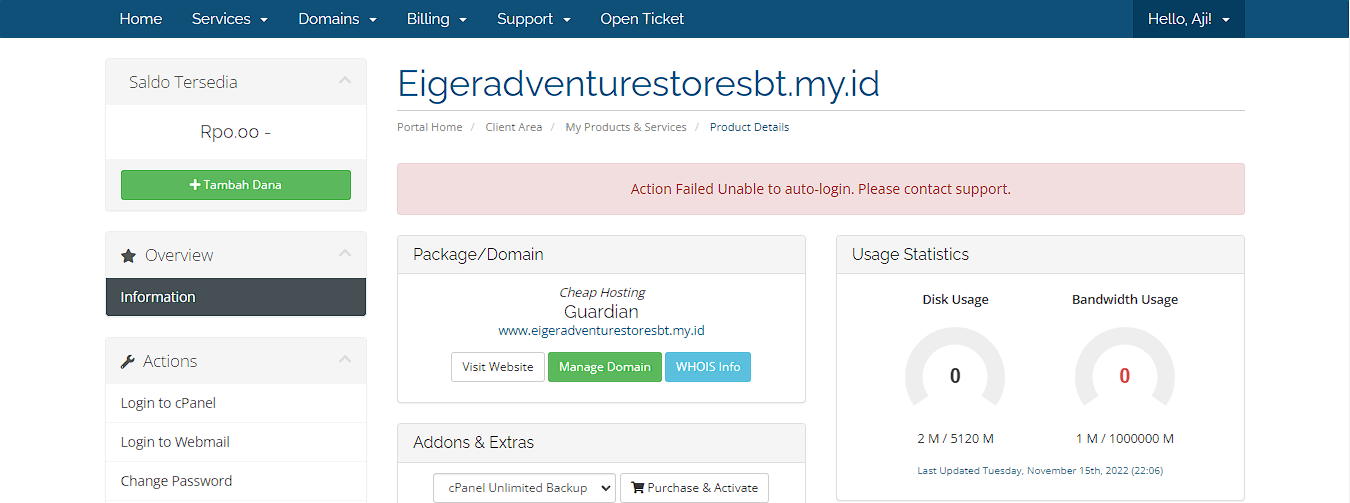 Home Services Domains Billing Support Open Ticket Hello, Aji!
Saldo Tersedia
Rp0.00 -
Tambah Dana
Overview
Information
Actions
Login to cPanel
Login to Webmail
Change Password
Eigeradventurestoresbt.my.id
Portal Home / Client Area / My Products & Services / Product Details
Action Failed Unable to auto-login. Please contact support.
Package/Domain
Cheap Hosting
Guardian
www.eigeradventurestoresbt.my.id
Visit Website Manage Domain WHOIS Info
Addons & Extras
cPanel Unlimited Backup Purchase & Activate
Usage Statistics
Disk Usage Bandwidth Usage
0 0
2 M / 5120 M 1 M / 1000000 M
Last Updated Tuesday, November 15th, 2022 (22:06)